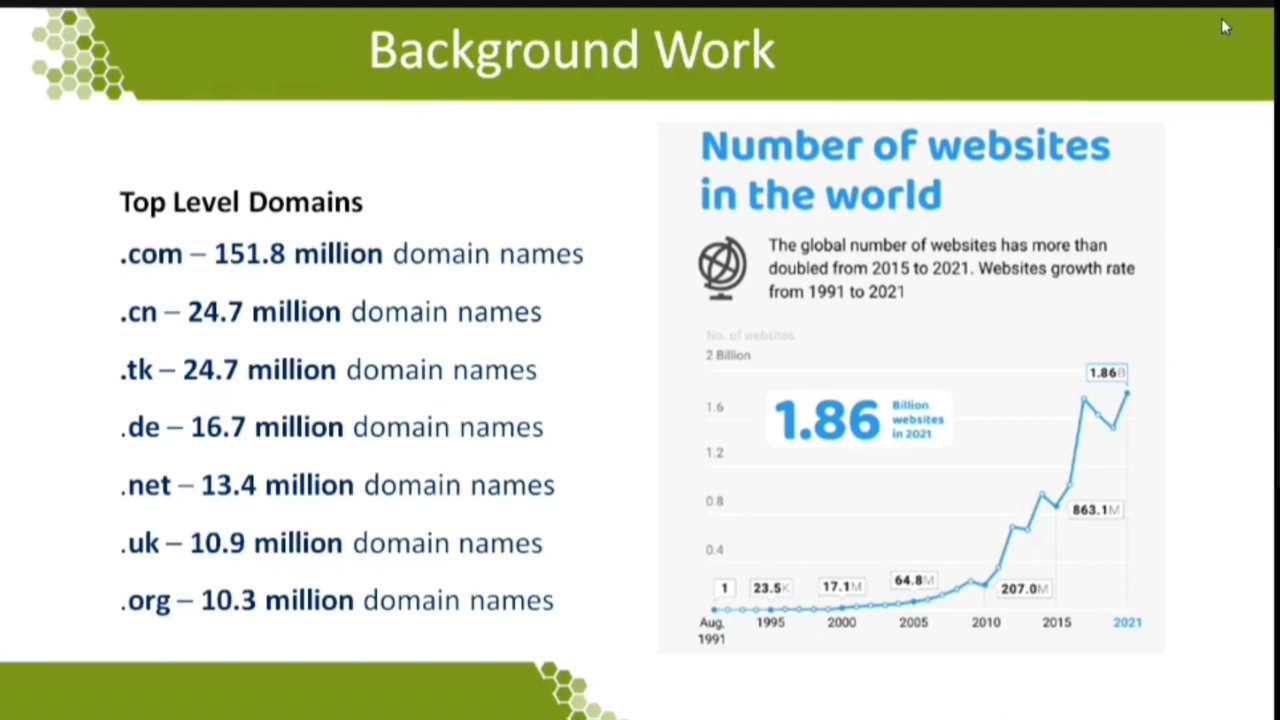 Background Work
Top Level Domains
.com – 151.8 million domain names
.cn – 24.7 million domain names
.tk – 24.7 million domain names
.de – 16.7 million domain names
.net – 13.4 million domain names
.uk – 10.9 million domain names
.org – 10.3 million domain names
Number of websites
in the world
The global number of websites has more than
doubled from 2015 to 2021. Websites growth rate
from 1991 to 2021
No. of websites
2 Billion
1.86B
1.6
1.86
Billion
websites
in 2021
1.2
0.8
863.1M
0.4
1
23.5K
17.1M
64.8M
207.0M
Aug,
1991
1995
2000
2005
2010
2015
2021